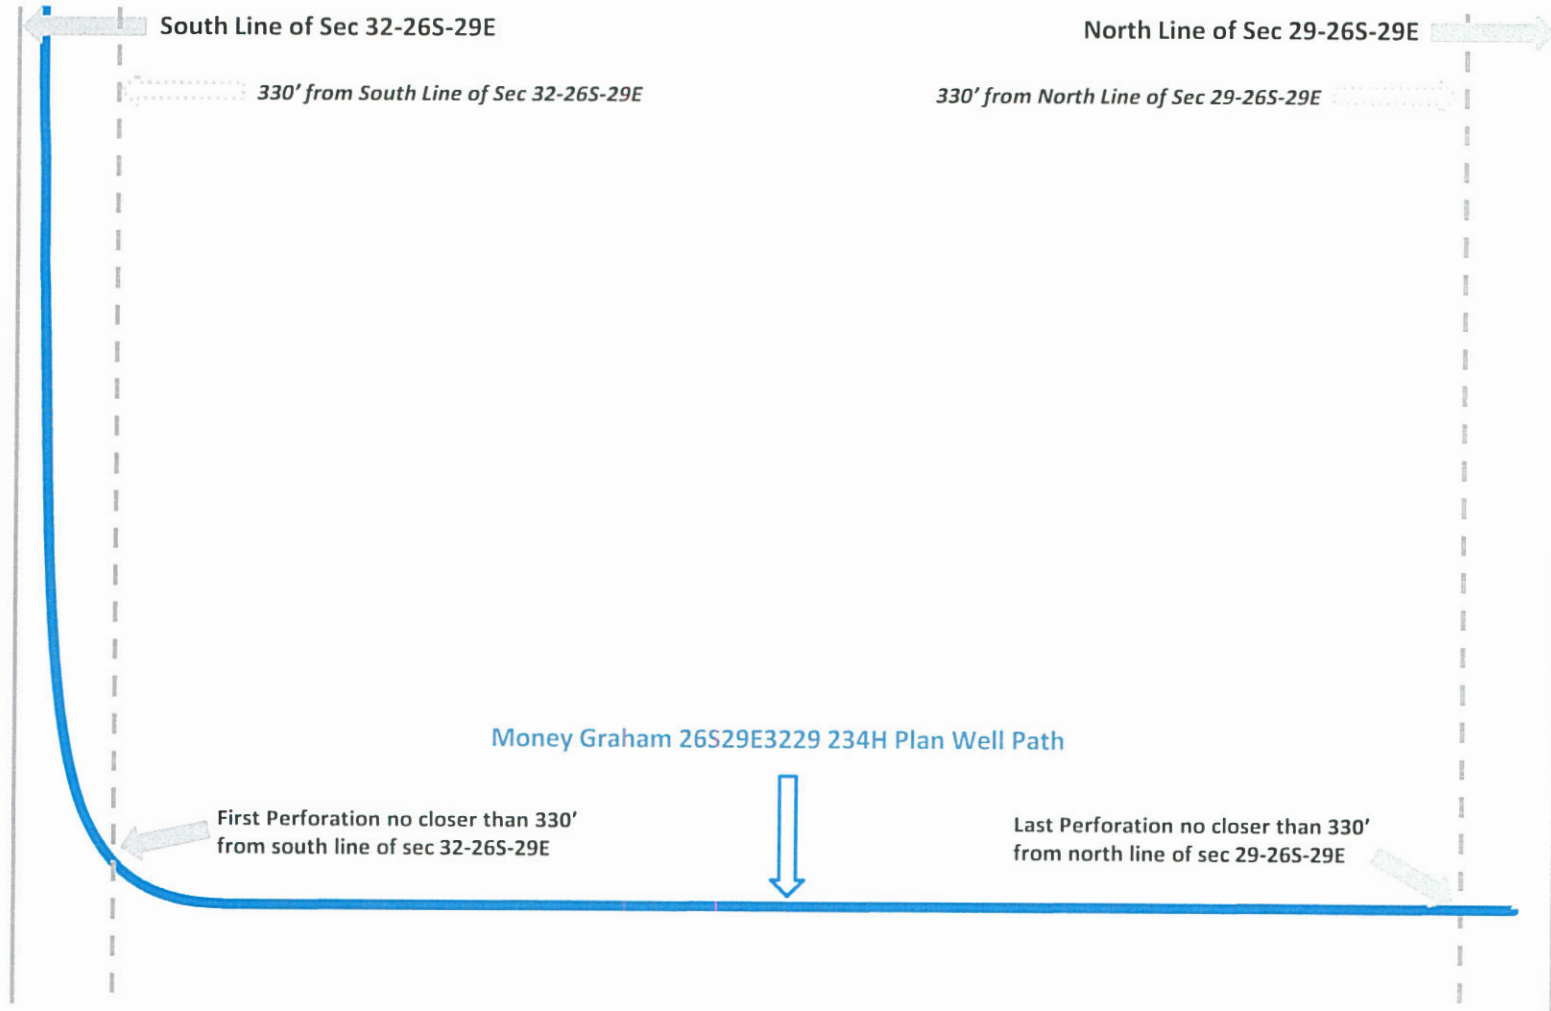 South Line of Sec 32-26S-29E
North Line of Sec 29-26S-29E
330' from South Line of Sec 32-26S-29E
330' from North Line of Sec 29-26S-29E
Money Graham 26S29E3229 234H Plan Well Path
First Perforation no closer than 330'
from south line of sec 32-26S-29E
Last Perforation no closer than 330'
from north line of sec 29-26S-29E